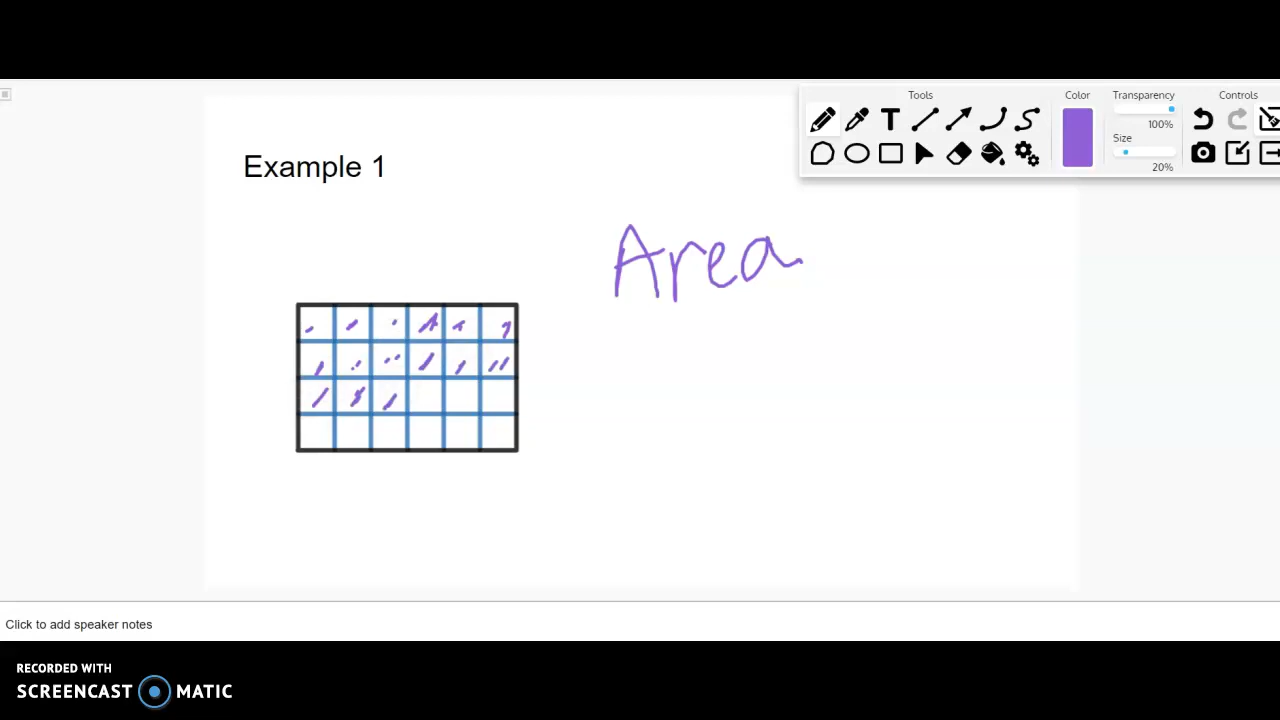 Tools
Color
Transparency
Controls
100%
Size
20%
Example 1
Area
Click to add speaker notes
RECORDED WITH
SCREENCAST MATIC